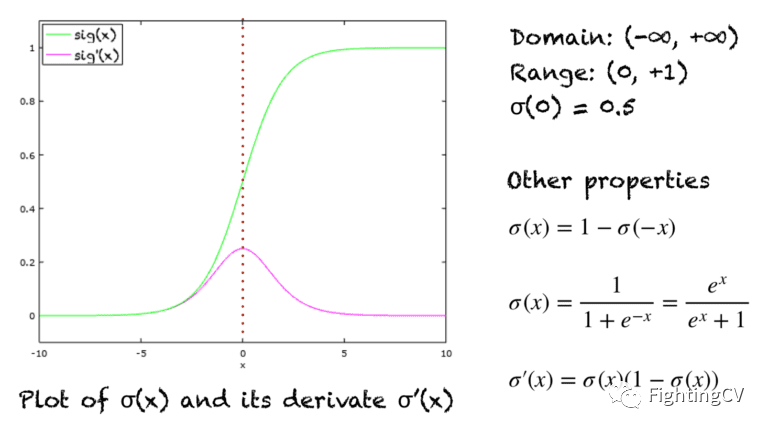 sig(x)
sig'(x)
1
0.8
0.6
0.4
0.2
0
-10
-5
0
5
10
x
Plot of σ(x) and its derivate σ'(x)
Domain: (-∞, +∞)
Range: (0, +1)
σ(0) = 0.5
Other properties
σ(x) = 1 − σ(−x)
σ(x) = 1 / (1 + e^{−x}) = e^x / (e^x + 1)
σ′(x) = σ(x)(1 − σ(x))
FightingCV